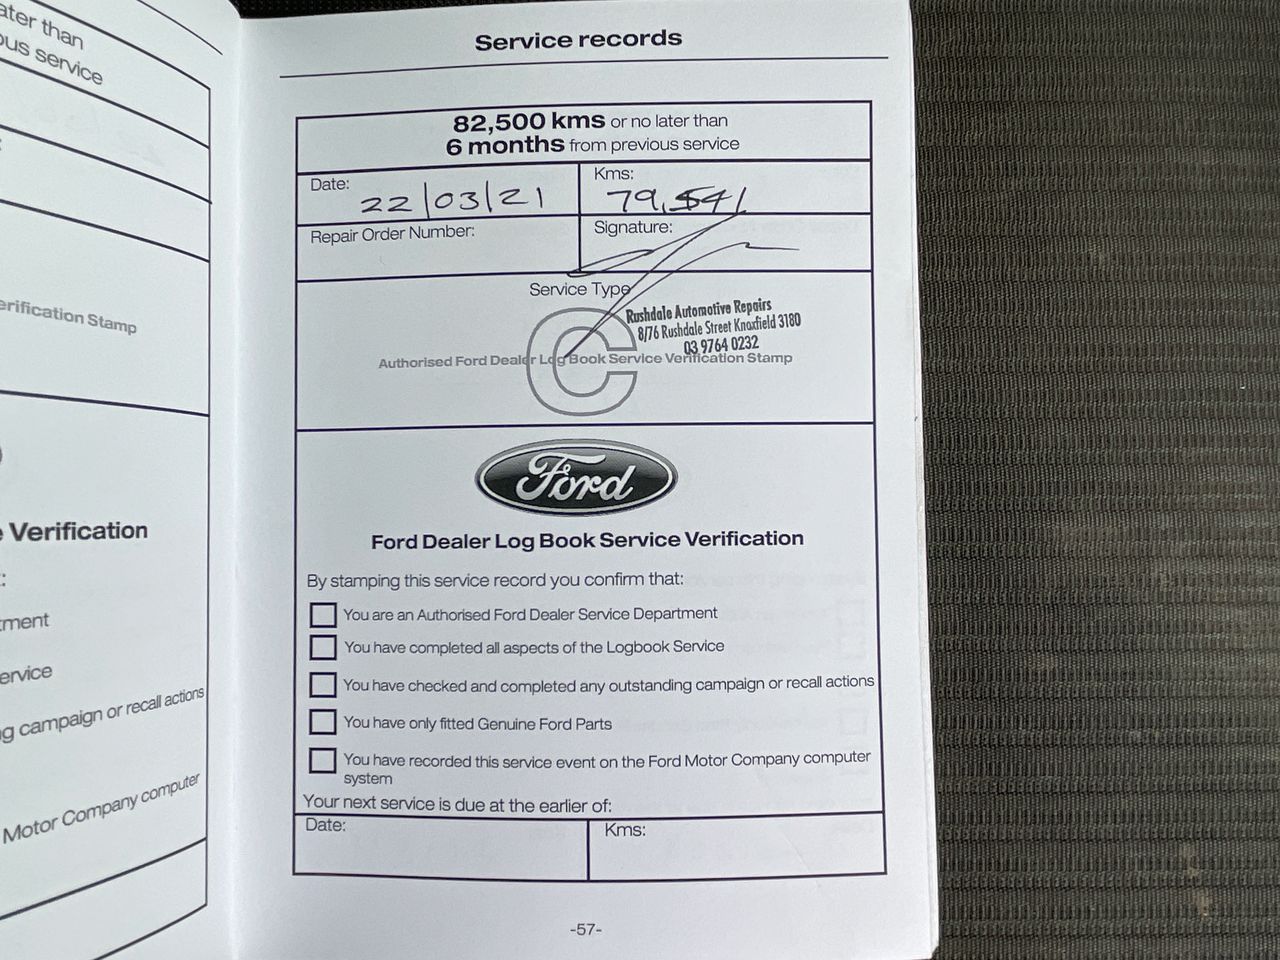 ater than
ous service
erification Stamp
e Verification
:
tment
ervice
g campaign or recall actions
Motor Company computer
Service records
82,500 kms or no later than
6 months from previous service
Date:
22/03/21
Kms:
79,541
Repair Order Number:
Signature:
Service Type
C
Rushdale Automotive Repairs
8/76 Rushdale Street Knoxfield 3180
03 9764 0232
Authorised Ford Dealer Log Book Service Verification Stamp
Ford
Ford Dealer Log Book Service Verification
By stamping this service record you confirm that:
You are an Authorised Ford Dealer Service Department
You have completed all aspects of the Logbook Service
You have checked and completed any outstanding campaign or recall actions
You have only fitted Genuine Ford Parts
You have recorded this service event on the Ford Motor Company computer
system
Your next service is due at the earlier of:
Date:
Kms:
-57-